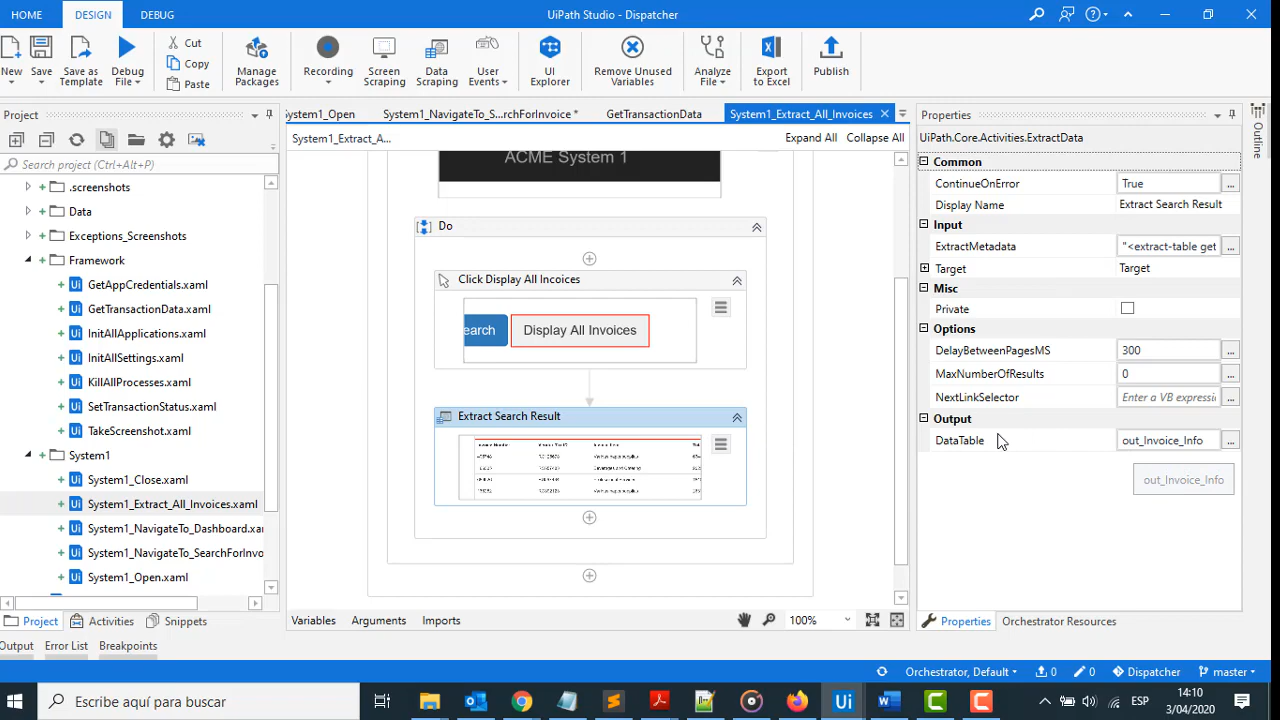 HOME
DESIGN
DEBUG
UiPath Studio - Dispatcher
New
Save
Save as Template
Debug File
Cut
Copy
Paste
Manage Packages
Recording
Screen Scraping
Data Scraping
User Events
UI Explorer
Remove Unused Variables
Analyze File
Export to Excel
Publish
Project
Search project (Ctrl+Alt+P)
.screenshots
Data
Exceptions_Screenshots
Framework
GetAppCredentials.xaml
GetTransactionData.xaml
InitAllApplications.xaml
InitAllSettings.xaml
KillAllProcesses.xaml
SetTransactionStatus.xaml
TakeScreenshot.xaml
System1
System1_Close.xaml
System1_Extract_All_Invoices.xaml
System1_NavigateTo_Dashboard.xa
System1_NavigateTo_SearchForInvo
System1_Open.xaml
Project
Activities
Snippets
Output
Error List
Breakpoints
System1_Open
System1_NavigateTo_S...rchForInvoice *
GetTransactionData
System1_Extract_All_Invoices
System1_Extract_A...
Expand All
Collapse All
ACME System 1
Do
Click Display All Incoices
earch
Display All Invoices
Extract Search Result
Variables
Arguments
Imports
100%
Properties
UiPath.Core.Activities.ExtractData
Common
ContinueOnError
True
Display Name
Extract Search Result
Input
ExtractMetadata
"<extract-table get
Target
Target
Misc
Private
Options
DelayBetweenPagesMS
300
MaxNumberOfResults
0
NextLinkSelector
Enter a VB expressi
Output
DataTable
out_Invoice_Info
out_Invoice_Info
Properties
Orchestrator Resources
Outline
Orchestrator, Default
0
0
Dispatcher
master
Escribe aquí para buscar
Ui
ESP
14:10
3/04/2020